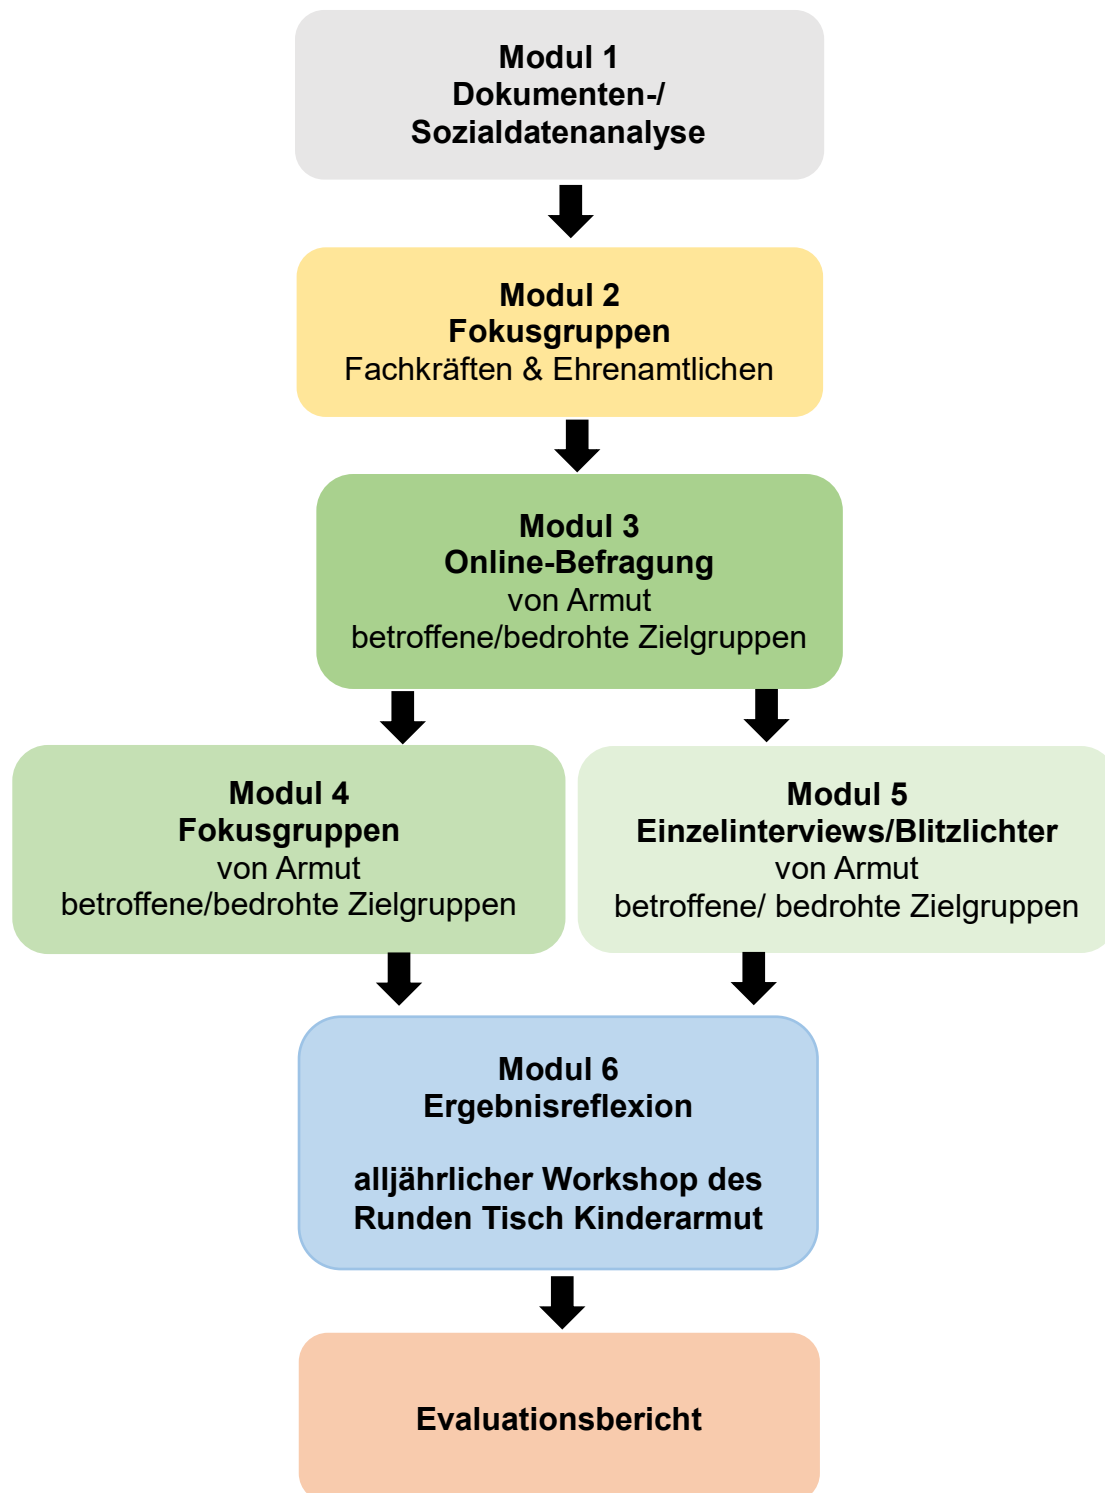 Modul 1
Dokumenten-/
Sozialdatenanalyse
Modul 2
Fokusgruppen
Fachkräften & Ehrenamtlichen
Modul 3
Online-Befragung
von Armut
betroffene/bedrohte Zielgruppen
Modul 4
Fokusgruppen
von Armut
betroffene/bedrohte Zielgruppen
Modul 5
Einzelinterviews/Blitzlichter
von Armut
betroffene/ bedrohte Zielgruppen
Modul 6
Ergebnisreflexion
alljährlicher Workshop des
Runden Tisch Kinderarmut
Evaluationsbericht